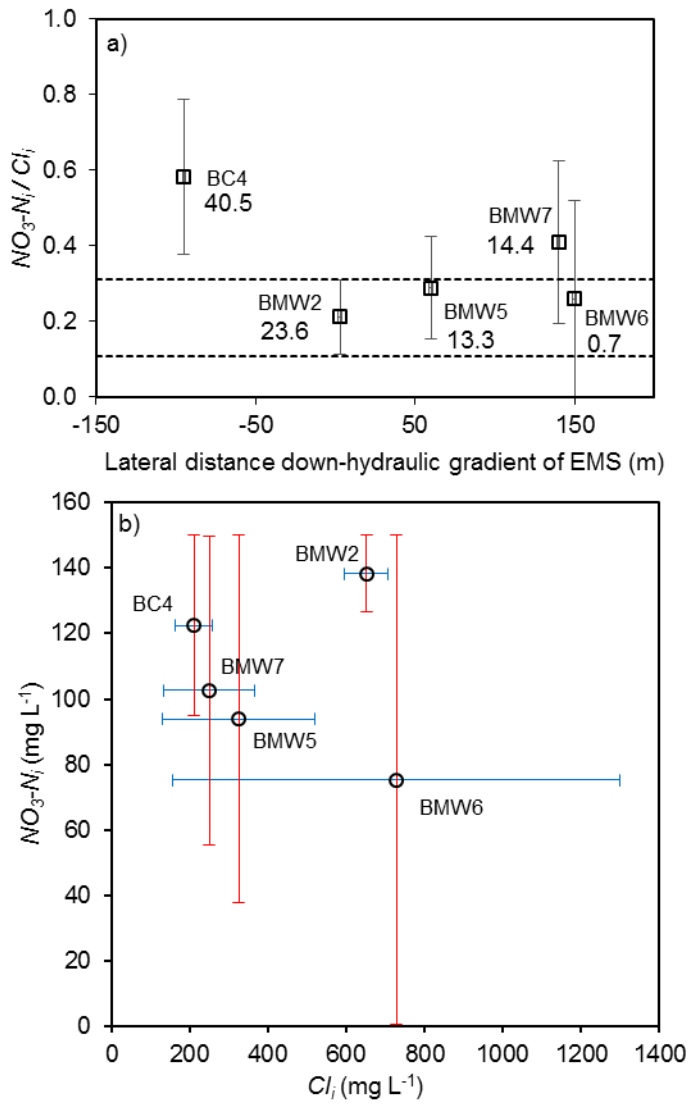 a)
NO3-Ni / Cli
1.0
0.8
0.6
0.4
0.2
0.0
BC4
40.5
BMW7
14.4
BMW2
23.6
BMW5
13.3
BMW6
0.7
-150
-50
50
150
Lateral distance down-hydraulic gradient of EMS (m)
b)
NO3-Ni (mg L-1)
160
140
120
100
80
60
40
20
0
BMW2
BC4
BMW7
BMW5
BMW6
0
200
400
600
800
1000
1200
1400
Cli (mg L-1)